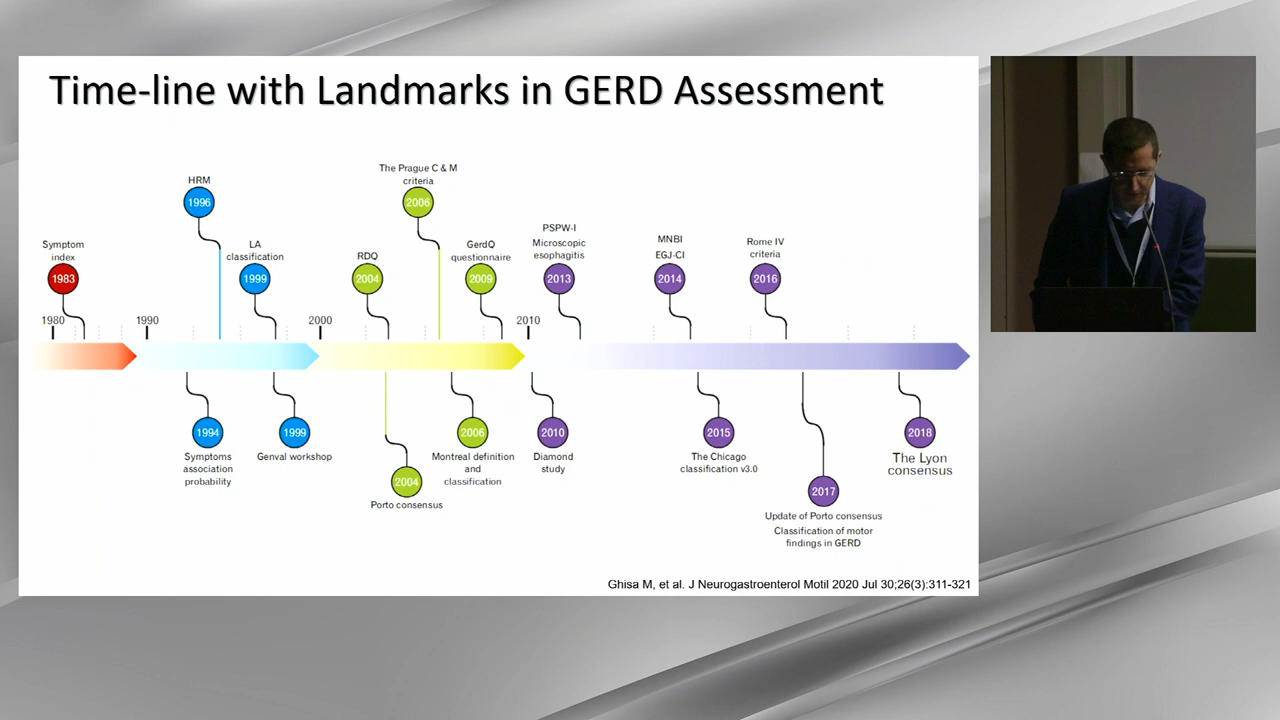 Time-line with Landmarks in GERD Assessment
HRM
1996
The Prague C & M
criteria
2006
Symptom
index
1983
LA
classification
1999
RDQ
2004
GerdQ
questionnaire
2009
PSPW-I
Microscopic
esophagitis
2013
MNBI
EGJ-CI
2014
Rome IV
criteria
2016
1980
1990
2000
2010
1994
Symptoms
association
probability
1999
Genval workshop
2004
Porto consensus
2006
Montreal definition
and
classification
2010
Diamond
study
2015
The Chicago
classification v3.0
2017
Update of Porto consensus
Classification of motor
findings in GERD
2018
The Lyon
consensus
Ghisa M, et al. J Neurogastroenterol Motil 2020 Jul 30;26(3):311-321